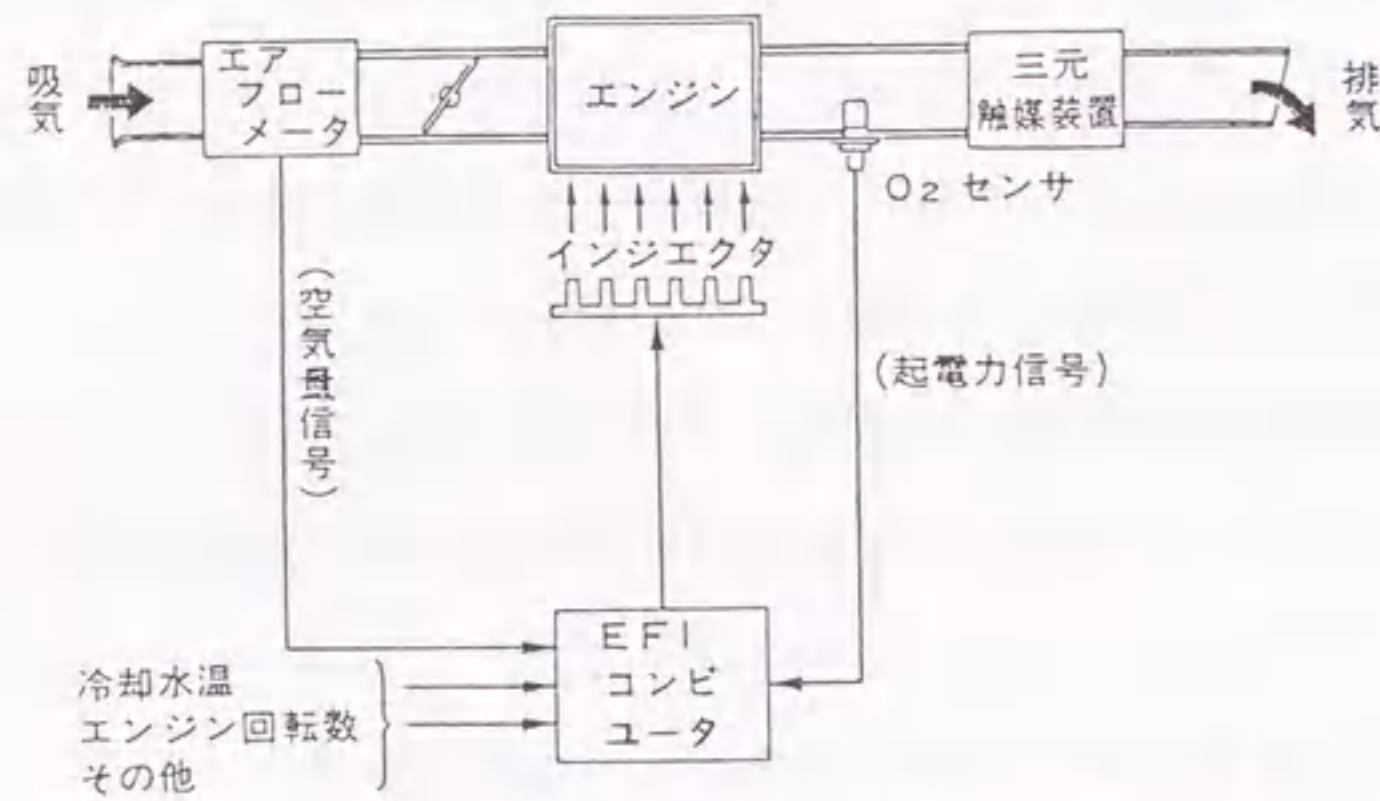 吸気
エア
フロー
メータ
エンジン
三元
触媒装置
排気
O2 センサ
インジエクタ
(空気量信号)
(起電力信号)
EFI
コンピ
ュータ
冷却水温
エンジン回転数
その他